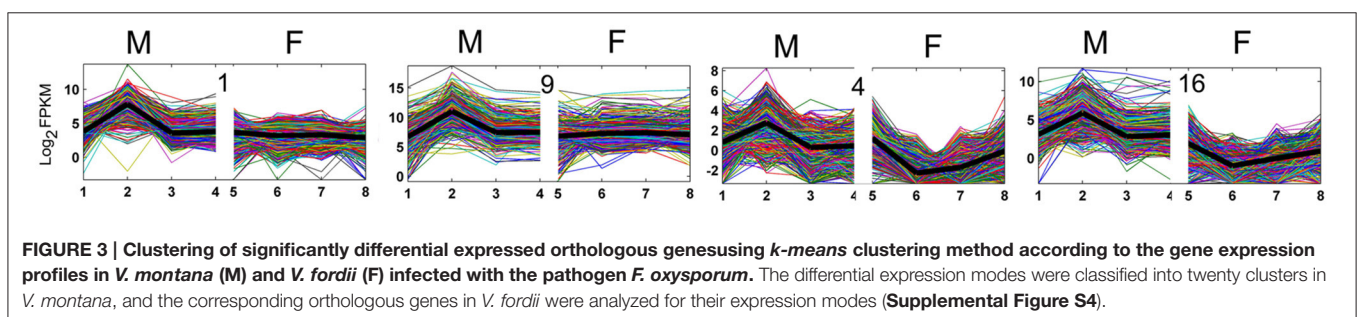 M F M F M F M F
1 9 4 16
Log2FPKM
10
5
0
15
10
5
0
8
6
4
2
0
-2
10
5
0
1 2 3 4 5 6 7 8 1 2 3 4 5 6 7 8 1 2 3 4 5 6 7 8 1 2 3 4 5 6 7 8
FIGURE 3 | Clustering of significantly differential expressed orthologous genesusing k-means clustering method according to the gene expression
profiles in V. montana (M) and V. fordii (F) infected with the pathogen F. oxysporum. The differential expression modes were classified into twenty clusters in
V. montana, and the corresponding orthologous genes in V. fordii were analyzed for their expression modes (Supplemental Figure S4).